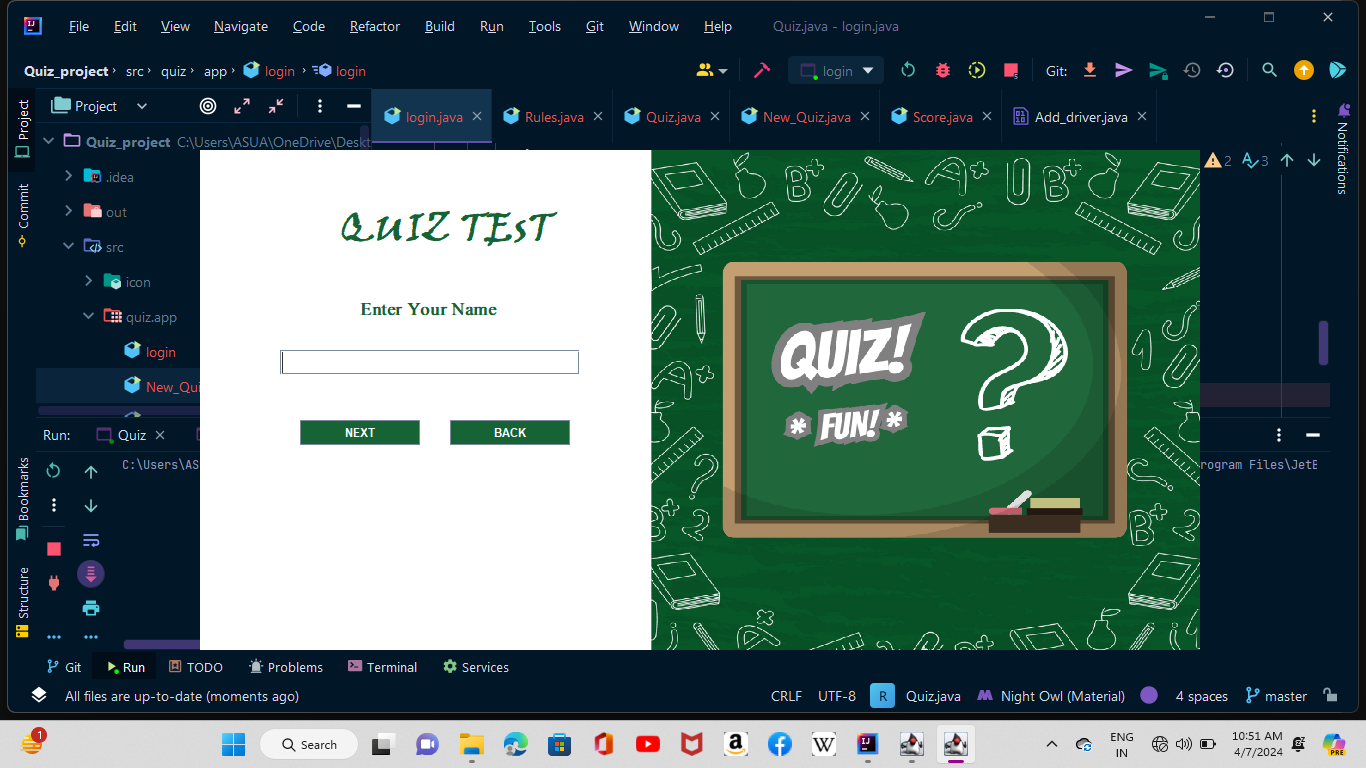 File Edit View Navigate Code Refactor Build Run Tools Git Window Help Quiz.java - login.java
Quiz_project src quiz app login login login Git:
Project login.java Rules.java Quiz.java New_Quiz.java Score.java Add_driver.java
Project
Commit
Bookmarks
Structure
Notifications
Quiz_project C:\Users\ASUA\OneDrive\Deskt
2 3
.idea
out
src
icon
quiz.app
login
New_Qui
QUIZ TEsT
Enter Your Name
NEXT BACK
QUIZ!
* FUN! *
?
Run: Quiz
C:\Users\AS
rogram Files\JetB
Git Run TODO Problems Terminal Services
All files are up-to-date (moments ago) CRLF UTF-8 R Quiz.java Night Owl (Material) 4 spaces master
1 Search ENG 10:51 AM
IN 4/7/2024
PRE